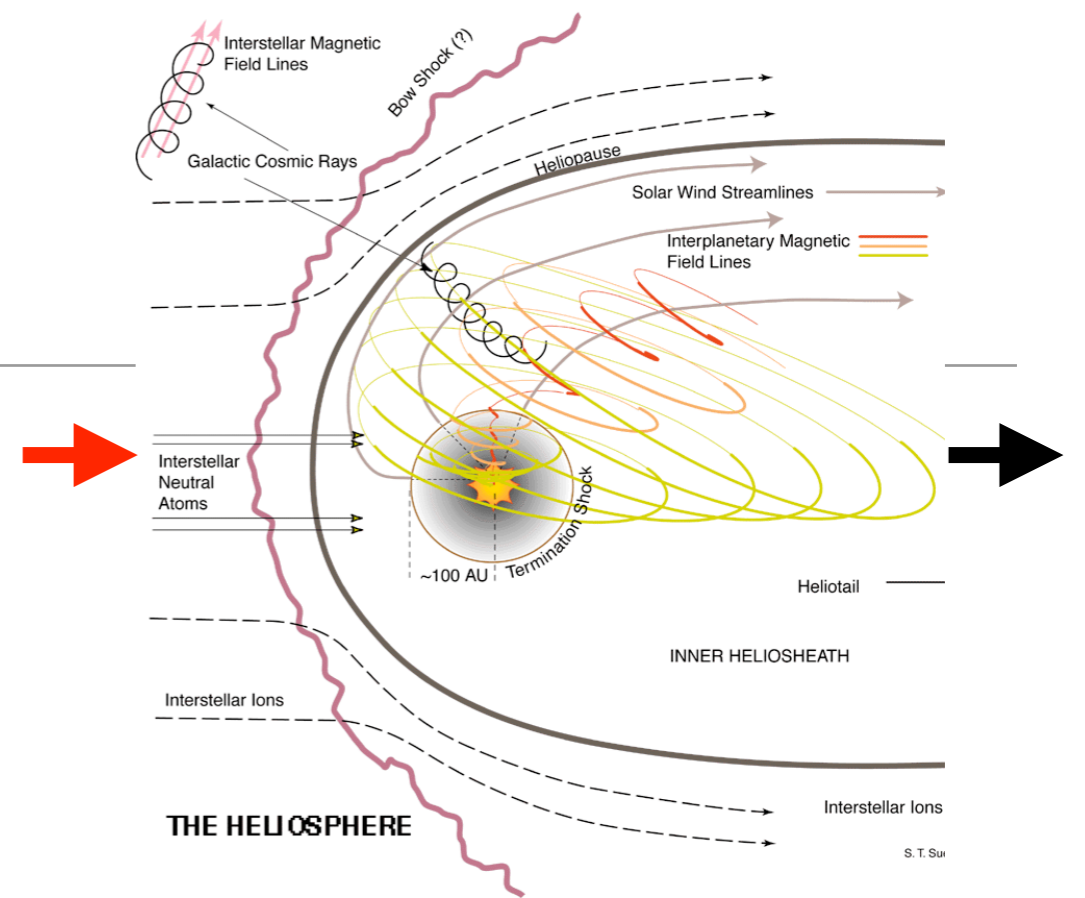 Interstellar Magnetic
Field Lines
Bow Shock (?)
Galactic Cosmic Rays
Heliopause
Solar Wind Streamlines
Interplanetary Magnetic
Field Lines
Interstellar
Neutral
Atoms
Termination Shock
~100 AU
Heliotail
INNER HELIOSHEATH
Interstellar Ions
Interstellar Ions
THE HELIOSPHERE
S. T. Sue